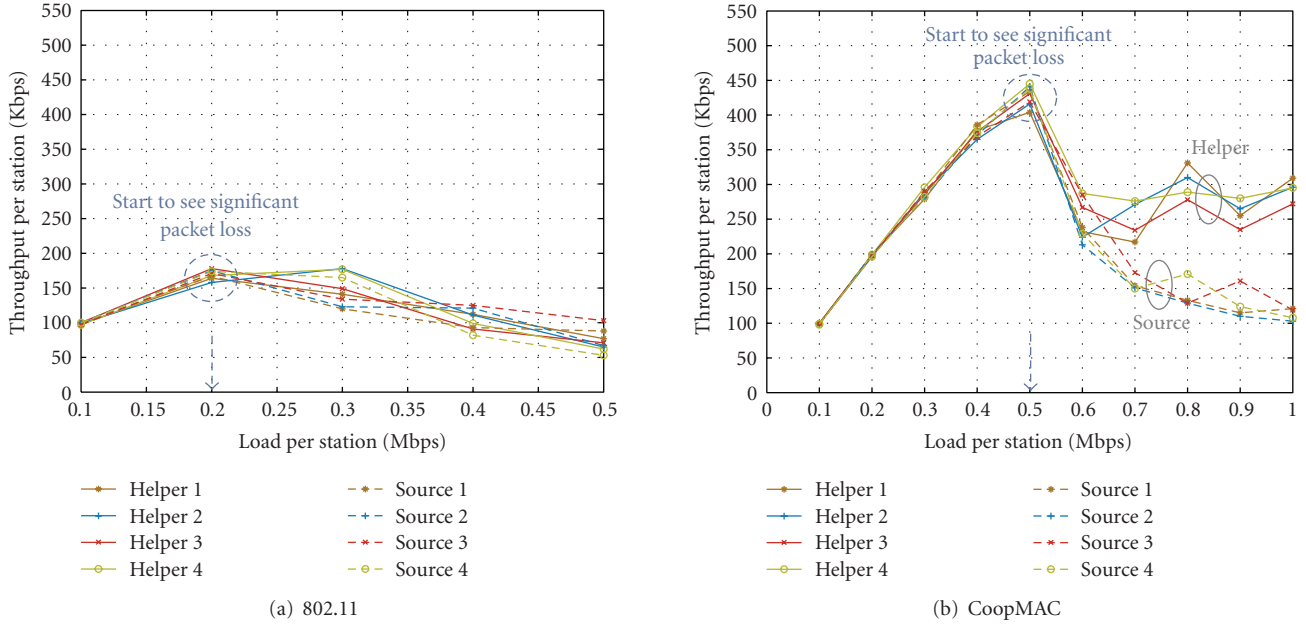 550
500
450
400
350
300
250
200
150
100
50
0
Throughput per station (Kbps)
Start to see significant
packet loss
0.1 0.15 0.2 0.25 0.3 0.35 0.4 0.45 0.5
Load per station (Mbps)
Helper 1
Helper 2
Helper 3
Helper 4
Source 1
Source 2
Source 3
Source 4
(a) 802.11
550
500
450
400
350
300
250
200
150
100
50
0
Throughput per station (Kbps)
Start to see significant
packet loss
Helper
Source
0 0.1 0.2 0.3 0.4 0.5 0.6 0.7 0.8 0.9 1
Load per station (Mbps)
Helper 1
Helper 2
Helper 3
Helper 4
Source 1
Source 2
Source 3
Source 4
(b) CoopMAC